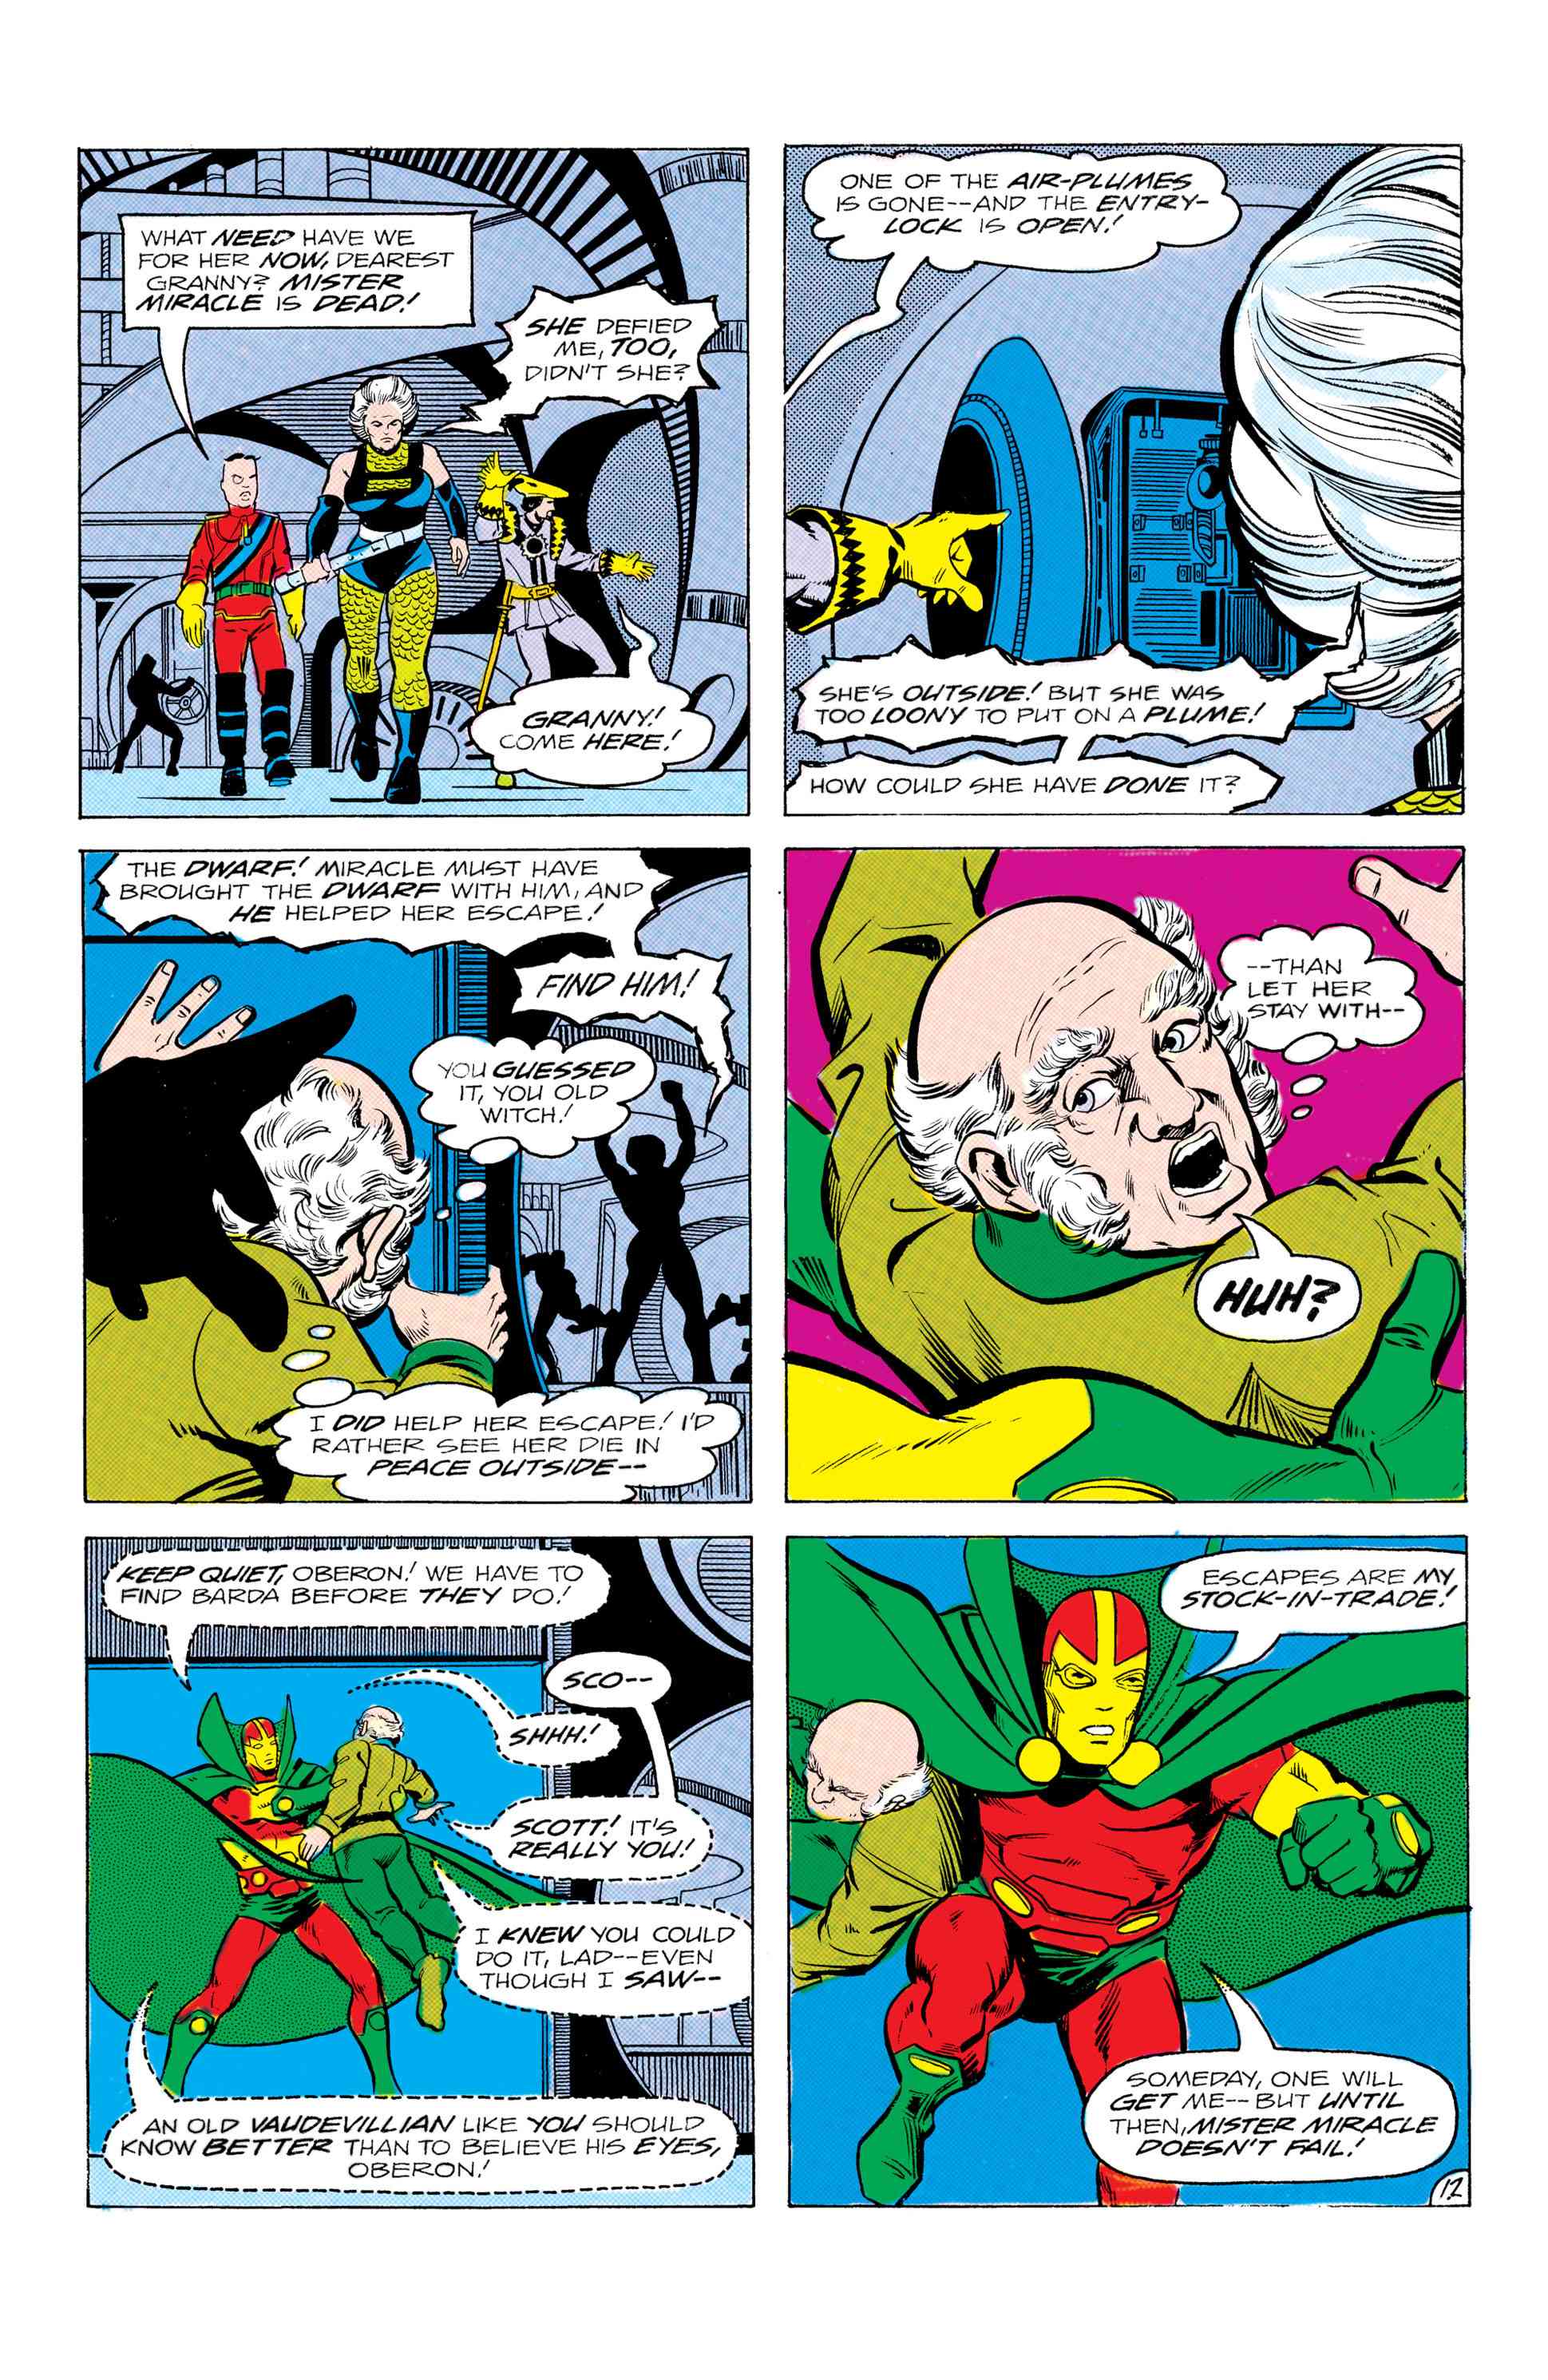 WHAT NEED HAVE WE
FOR HER NOW, DEAREST
GRANNY? MISTER
MIRACLE IS DEAD!
SHE DEFIED
ME, TOO,
DIDN'T SHE?
GRANNY!
COME HERE!
ONE OF THE AIR-PLUMES
IS GONE--AND THE ENTRY-
LOCK IS OPEN!
SHE'S OUTSIDE! BUT SHE WAS
TOO LOONY TO PUT ON A PLUME!
HOW COULD SHE HAVE DONE IT?
THE DWARF! MIRACLE MUST HAVE
BROUGHT THE DWARF WITH HIM, AND
HE HELPED HER ESCAPE!
FIND HIM!
YOU GUESSED
IT, YOU OLD
WITCH!
I DID HELP HER ESCAPE! I'D
RATHER SEE HER DIE IN
PEACE OUTSIDE--
--THAN
LET HER
STAY WITH--
HUH?
KEEP QUIET, OBERON! WE HAVE TO
FIND BARDA BEFORE THEY DO!
SCO--
SHHH!
SCOTT! IT'S
REALLY YOU!
I KNEW YOU COULD
DO IT, LAD--EVEN
THOUGH I SAW--
AN OLD VAUDEVILLIAN LIKE YOU SHOULD
KNOW BETTER THAN TO BELIEVE HIS EYES,
OBERON!
ESCAPES ARE MY
STOCK-IN-TRADE!
SOMEDAY, ONE WILL
GET ME--BUT UNTIL
THEN, MISTER MIRACLE
DOESN'T FAIL!
12